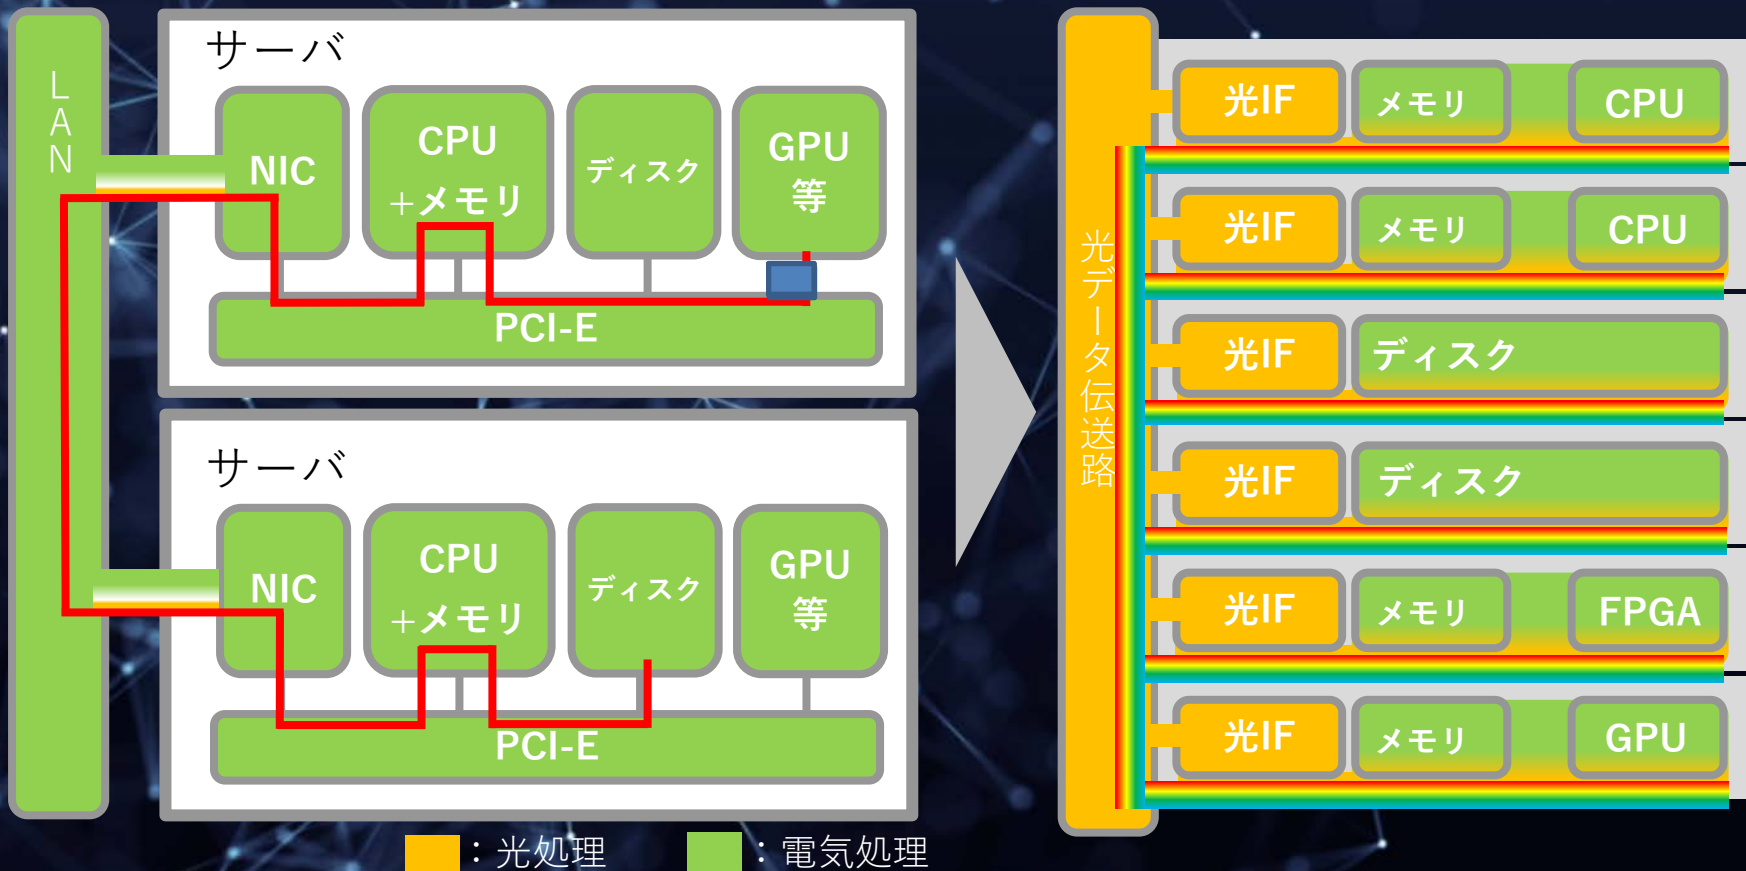 LAN
サーバ
NIC
CPU
+メモリ
ディスク
GPU
等
PCI-E
サーバ
NIC
CPU
+メモリ
ディスク
GPU
等
PCI-E
光データ伝送路
光IF
メモリ
CPU
光IF
メモリ
CPU
光IF
ディスク
光IF
ディスク
光IF
メモリ
FPGA
光IF
メモリ
GPU
：光処理
：電気処理